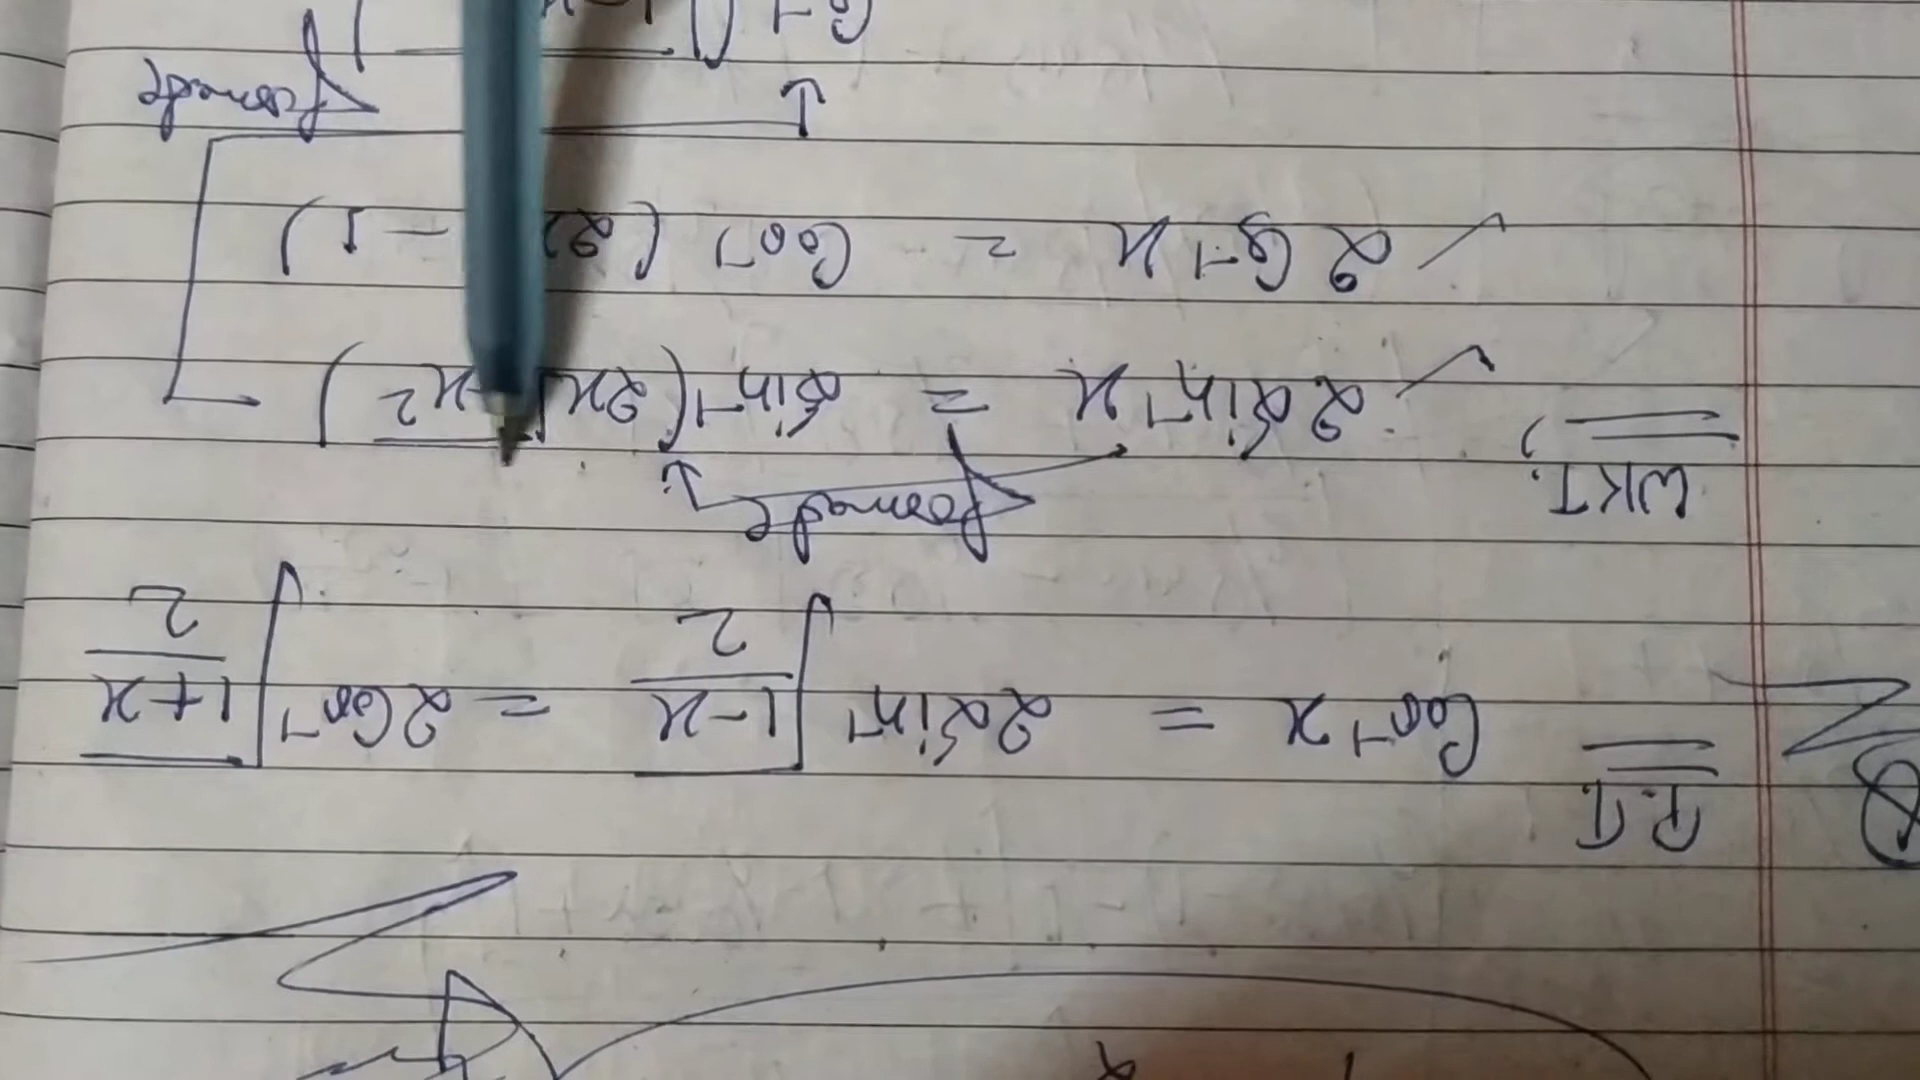 P.T. Cos⁻¹x = 2Sin⁻¹√((1-x)/2) = 2Cos⁻¹√((1+x)/2)
formula
WKT, 2Sin⁻¹x = Sin⁻¹(2x√ -x²)
2Cos⁻¹x = Cos⁻¹(2 - 1)
formula